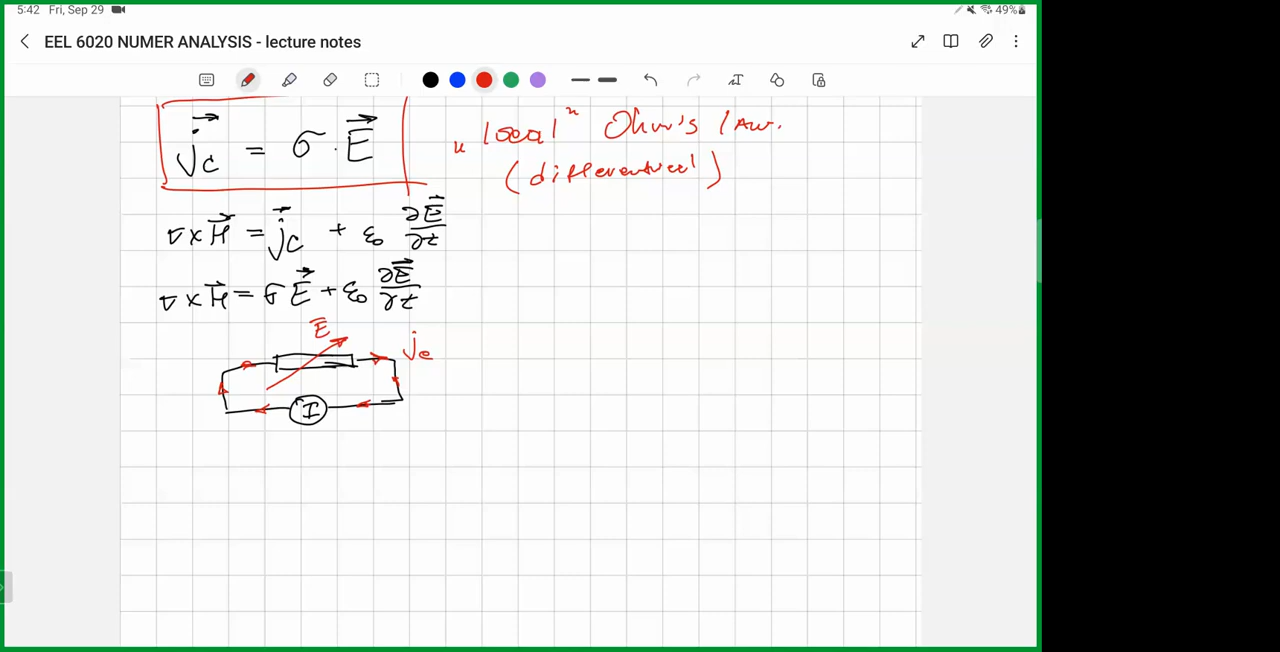 5:42 Fri, Sep 29
49%
EEL 6020 NUMER ANALYSIS - lecture notes
j⃗c = σ · E⃗
"local" Ohm's law.
(differential)
∇ × H⃗ = j⃗c + ε₀ ∂E⃗/∂t
∇ × H⃗ = σ E⃗ + ε₀ ∂E⃗/∂t
E⃗
jc
I